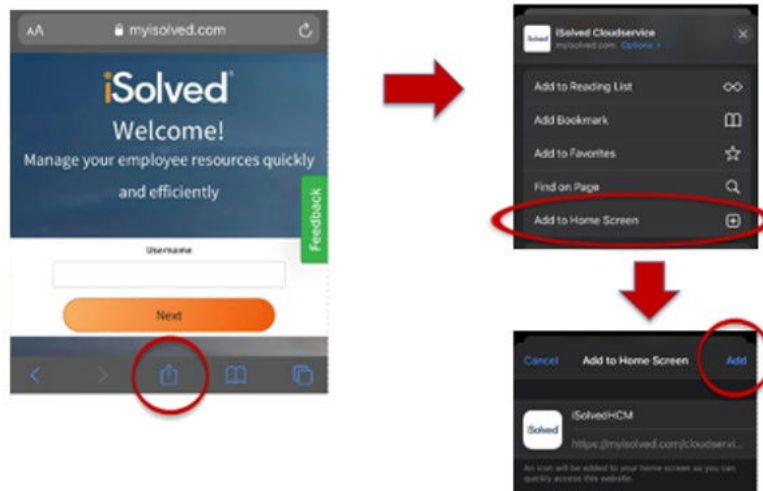 AA myisolved.com
iSolved
Welcome!
Manage your employee resources quickly
and efficiently
Feedback
Username
Next
iSolved
iSolved Cloudservice
myisolved.com Options >
Add to Reading List
Add Bookmark
Add to Favorites
Find on Page
Add to Home Screen
Cancel Add to Home Screen Add
iSolved
iSolvedHCM
https://myisolved.com/cloudservi...
An icon will be added to your home screen so you can
quickly access this website.